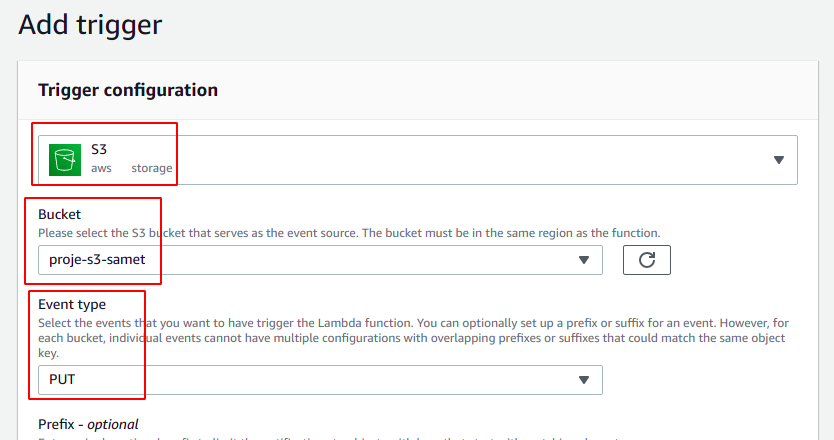 Add trigger
Trigger configuration
S3
aws storage
Bucket
Please select the S3 bucket that serves as the event source. The bucket must be in the same region as the function.
proje-s3-samet
Event type
Select the events that you want to have trigger the Lambda function. You can optionally set up a prefix or suffix for an event. However, for
each bucket, individual events cannot have multiple configurations with overlapping prefixes or suffixes that could match the same object
key.
PUT
Prefix - optional